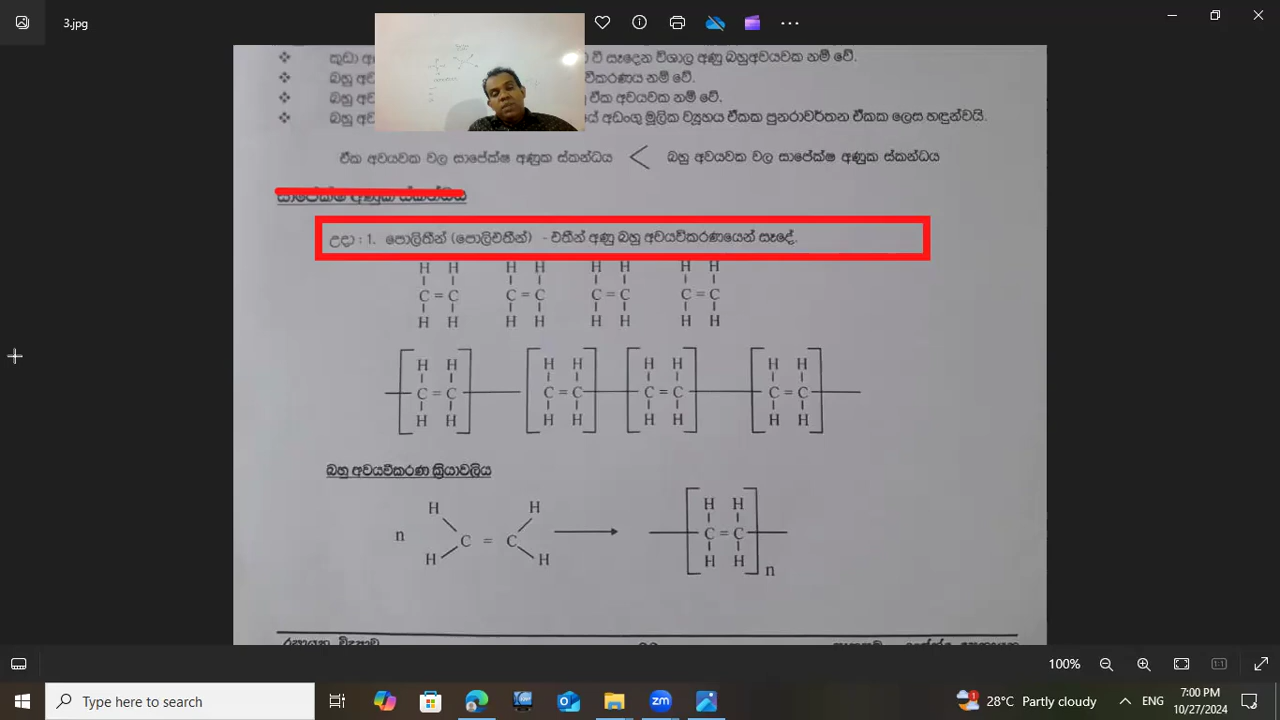 3.jpg
කුඩා වී සෑදෙන විශාල අණු බහුඅවයවක නම් වේ.
බහු නම් වේ.
බහු ඒක අවයවක නම් වේ.
බහු අඩංගු මූලික ව්‍යුහය ඒකක පුනරාවර්තන ඒකක ලෙස හඳුන්වයි.
ඒක අවයවක වල සාපේක්ෂ අණුක ස්කන්ධය < බහු අවයවක වල සාපේක්ෂ අණුක ස්කන්ධය
උදා : 1. පොලිතීන් (පොලිඑතීන්) - එතීන් අණු බහු අවයවිකරණයෙන් සෑදේ.
H H H H H H H H
C = C C = C C = C C = C
H H H H H H H H
H H H H H H H H
C = C C = C C = C C = C
H H H H H H H H
බහු අවයවිකරණ ක්‍රියාවලිය
H H H H
n C = C C = C
H H H H n
100%
Type here to search
28°C Partly cloudy
ENG
7:00 PM
10/27/2024